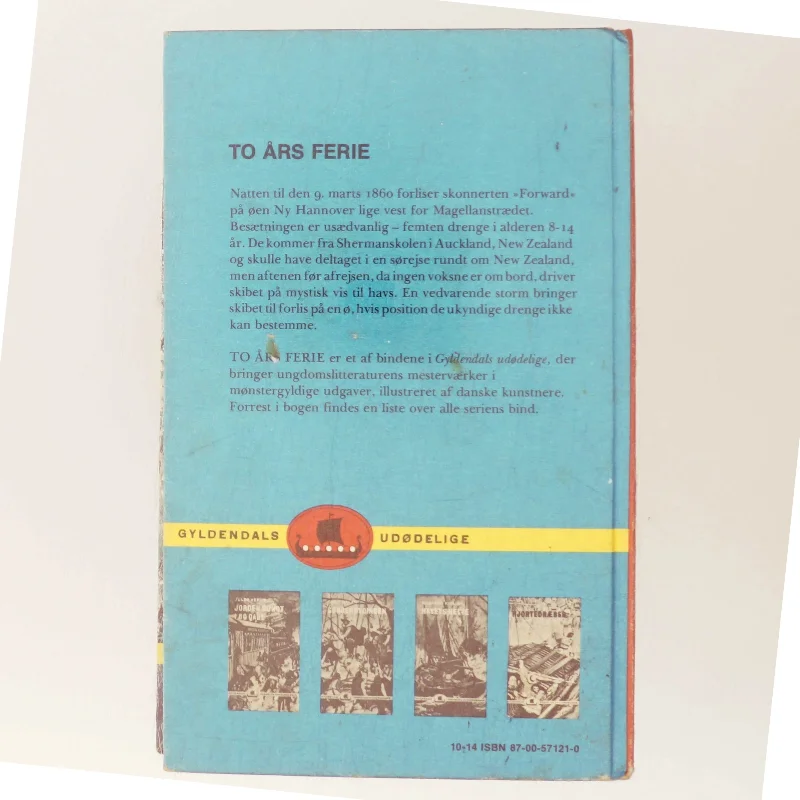 TO ÅRS FERIE
Natten til den 9. marts 1860 forliser skonnerten »Forward«
på øen Ny Hannover lige vest for Magellanstrædet.
Besætningen er usædvanlig – femten drenge i alderen 8-14
år. De kommer fra Shermanskolen i Auckland, New Zealand
og skulle have deltaget i en sørejse rundt om New Zealand,
men aftenen før afrejsen, da ingen voksne er om bord, driver
skibet på mystisk vis til havs. En vedvarende storm bringer
skibet til forlis på en ø, hvis position de ukyndige drenge ikke
kan bestemme.
TO ÅRS FERIE er et af bindene i Gyldendals udødelige, der
bringer ungdomslitteraturens mesterværker i
mønstergyldige udgaver, illustreret af danske kunstnere.
Forrest i bogen findes en liste over alle seriens bind.
GYLDENDALS UDØDELIGE
JORDEN RUNDT
80 DAGE
HJORTEDRÆBER
10-14 ISBN 87-00-57121-0